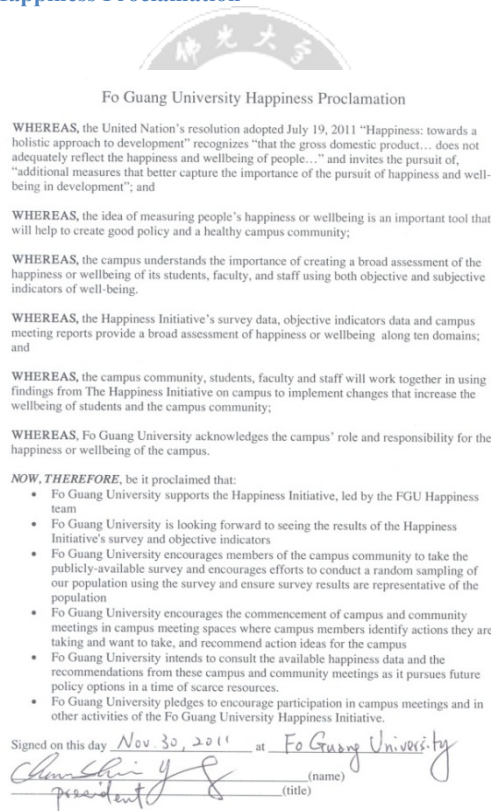 Happiness Proclamation
佛光大学
Fo Guang University Happiness Proclamation
WHEREAS, the United Nation's resolution adopted July 19, 2011 “Happiness: towards a
holistic approach to development” recognizes “that the gross domestic product… does not
adequately reflect the happiness and wellbeing of people…” and invites the pursuit of,
“additional measures that better capture the importance of the pursuit of happiness and well-
being in development”; and
WHEREAS, the idea of measuring people's happiness or wellbeing is an important tool that
will help to create good policy and a healthy campus community;
WHEREAS, the campus understands the importance of creating a broad assessment of the
happiness or wellbeing of its students, faculty, and staff using both objective and subjective
indicators of well-being.
WHEREAS, the Happiness Initiative's survey data, objective indicators data and campus
meeting reports provide a broad assessment of happiness or wellbeing along ten domains;
and
WHEREAS, the campus community, students, faculty and staff will work together in using
findings from The Happiness Initiative on campus to implement changes that increase the
wellbeing of students and the campus community;
WHEREAS, Fo Guang University acknowledges the campus' role and responsibility for the
happiness or wellbeing of the campus.
NOW, THEREFORE, be it proclaimed that:
• Fo Guang University supports the Happiness Initiative, led by the FGU Happiness
team
• Fo Guang University is looking forward to seeing the results of the Happiness
Initiative's survey and objective indicators
• Fo Guang University encourages members of the campus community to take the
publicly-available survey and encourages efforts to conduct a random sampling of
our population using the survey and ensure survey results are representative of the
population
• Fo Guang University encourages the commencement of campus and community
meetings in campus meeting spaces where campus members identify actions they are
taking and want to take, and recommend action ideas for the campus
• Fo Guang University intends to consult the available happiness data and the
recommendations from these campus and community meetings as it pursues future
policy options in a time of scarce resources.
• Fo Guang University pledges to encourage participation in campus meetings and in
other activities of the Fo Guang University Happiness Initiative.
Signed on this day Nov. 30, 2011 at Fo Guang University
(name)
president (title)